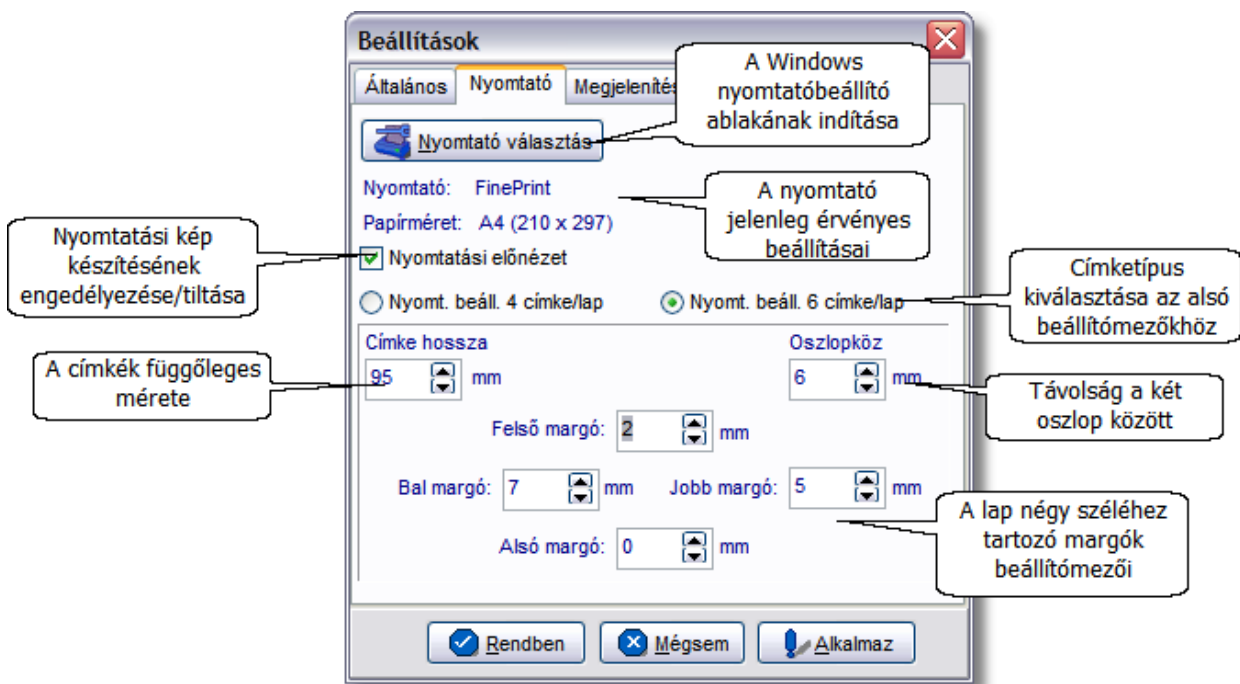 Beállítások
Általános Nyomtató Megjelenítés
A Windows
nyomtatóbeállító
ablakának indítása
Nyomtató választás
Nyomtató: FinePrint
Papírméret: A4 (210 x 297)
A nyomtató
jelenleg érvényes
beállításai
Nyomtatási kép
készítésének
engedélyezése/tiltása
Nyomtatási előnézet
Nyomt. beáll. 4 címke/lap Nyomt. beáll. 6 címke/lap
Címketípus
kiválasztása az alsó
beállítómezőkhöz
Címke hossza Oszlopköz
95 mm 6 mm
A címkék függőleges
mérete
Távolság a két
oszlop között
Felső margó: 2 mm
Bal margó: 7 mm Jobb margó: 5 mm
Alsó margó: 0 mm
A lap négy széléhez
tartozó margók
beállítómezői
Rendben Mégsem Alkalmaz